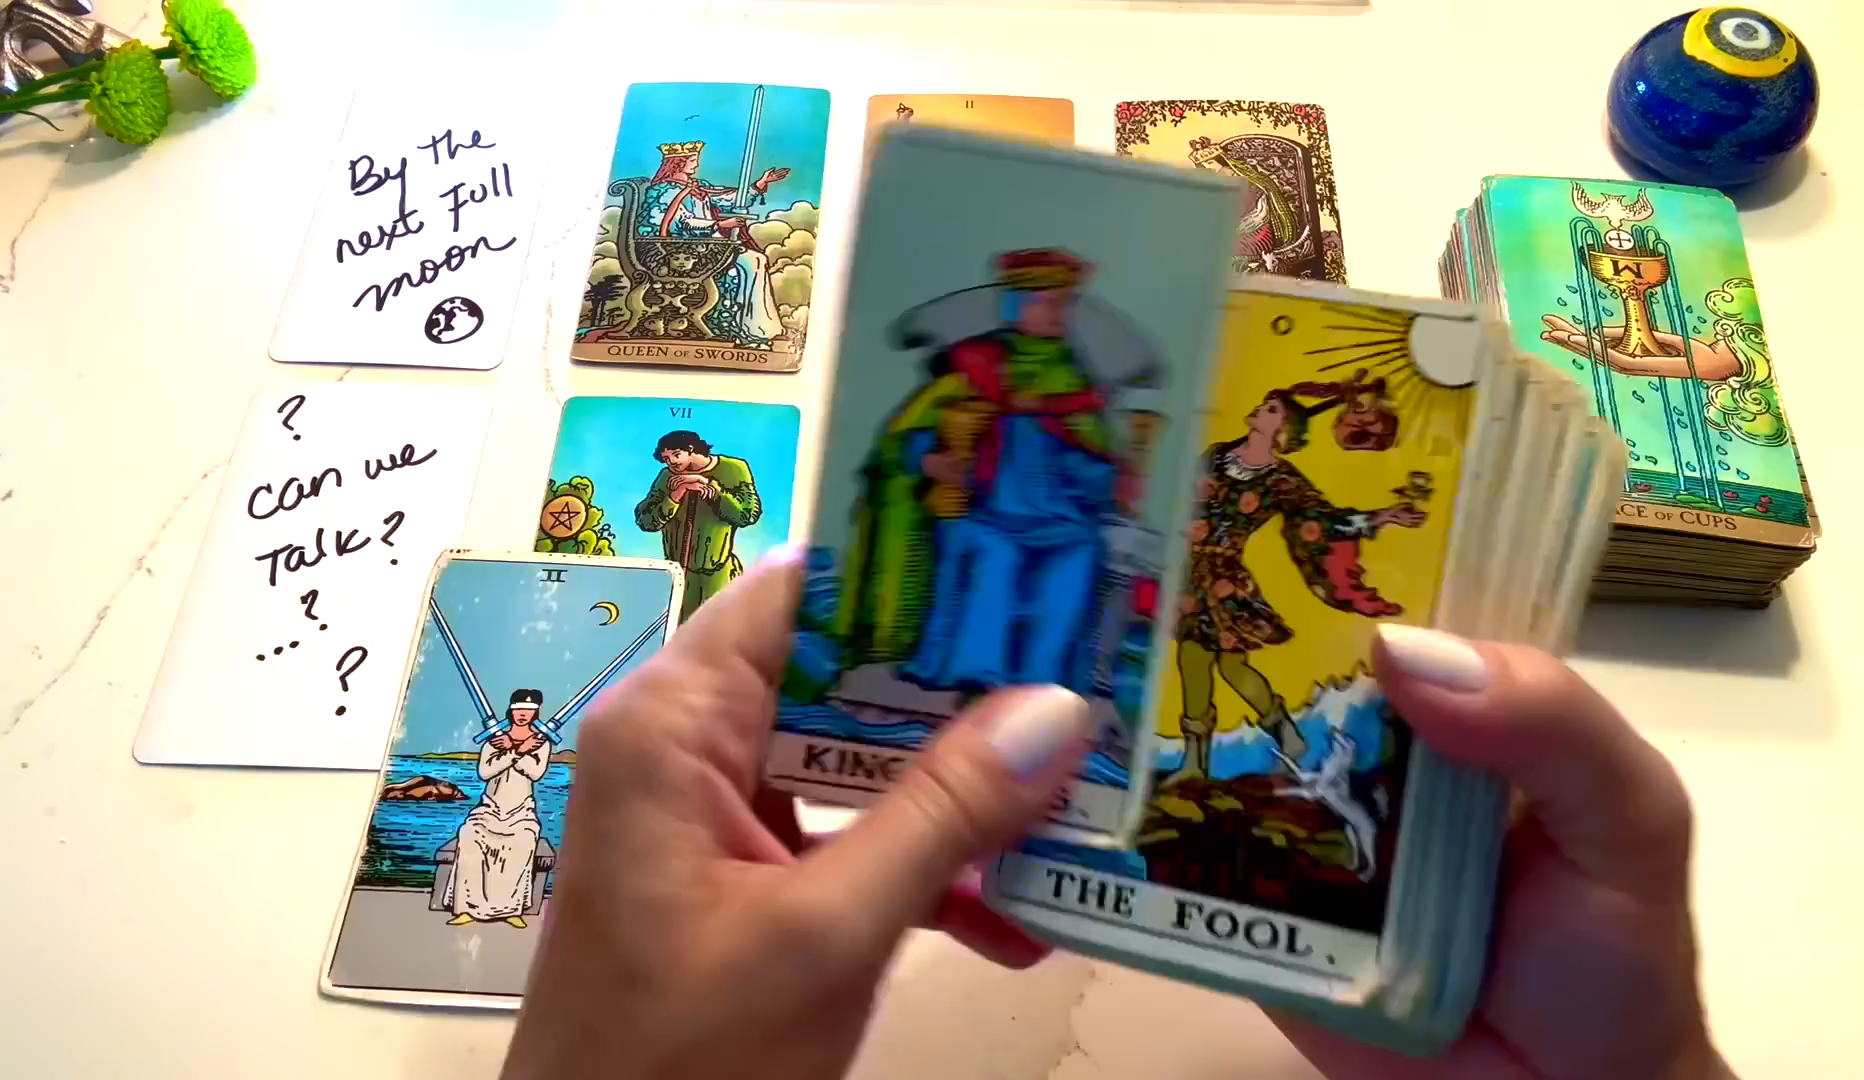 By the
next Full
moon
QUEEN OF SWORDS
II
?
can we
Talk?
...?
?
VII
II
KING
S.
THE FOOL.
ACE OF CUPS